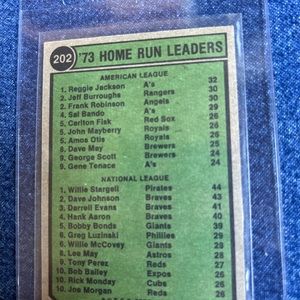 202 '73 HOME RUN LEADERS
AMERICAN LEAGUE
1. Reggie Jackson A's 32
2. Jeff Burroughs Rangers 30
2. Frank Robinson Angels 30
4. Sal Bando A's 29
5. Carlton Fisk Red Sox 26
5. John Mayberry Royals 26
5. Amos Otis Royals 26
8. Dave May Brewers 25
9. George Scott Brewers 24
9. Gene Tenace A's 24
NATIONAL LEAGUE
1. Willie Stargell Pirates 44
2. Dave Johnson Braves 43
3. Darrell Evans Braves 41
4. Hank Aaron Braves 40
5. Bobby Bonds Giants 39
6. Greg Luzinski Phillies 29
6. Willie McCovey Giants 29
8. Lee May Astros 28
9. Tony Perez Reds 27
10. Bob Bailey Expos 26
10. Rick Monday Cubs 26
10. Joe Morgan Reds 26